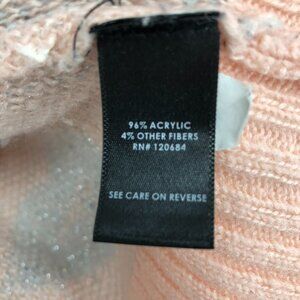 96% ACRYLIC
4% OTHER FIBERS
RN# 120684
SEE CARE ON REVERSE